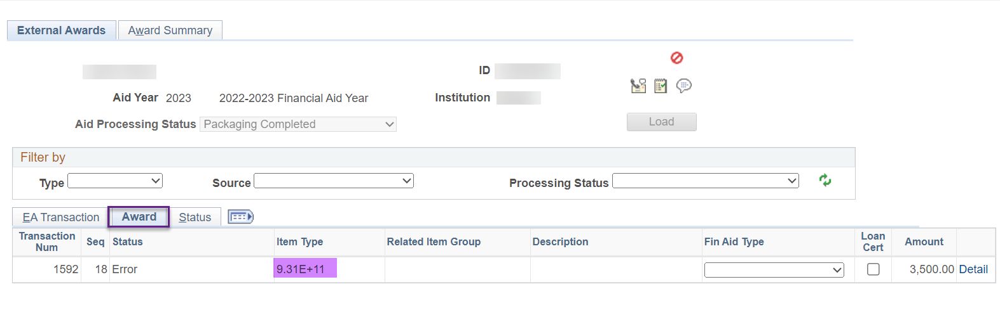 External Awards Award Summary
ID
Aid Year 2023 2022-2023 Financial Aid Year Institution
Aid Processing Status Packaging Completed Load
Filter by
Type Source Processing Status
EA Transaction Award Status
Transaction Num Seq Status Item Type Related Item Group Description Fin Aid Type Loan Cert Amount
1592 18 Error 9.31E+11 3,500.00 Detail